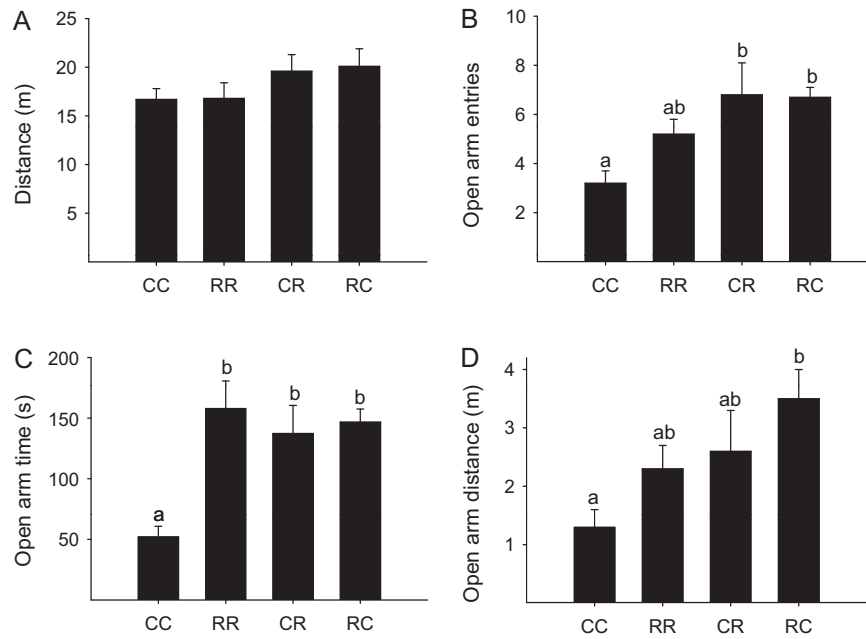 A
Distance (m)
25
20
15
10
5
CC RR CR RC
B
Open arm entries
10
8
6
4
2
a
ab
b
b
CC RR CR RC
C
Open arm time (s)
200
150
100
50
a
b
b
b
CC RR CR RC
D
Open arm distance (m)
4
3
2
1
a
ab
ab
b
CC RR CR RC